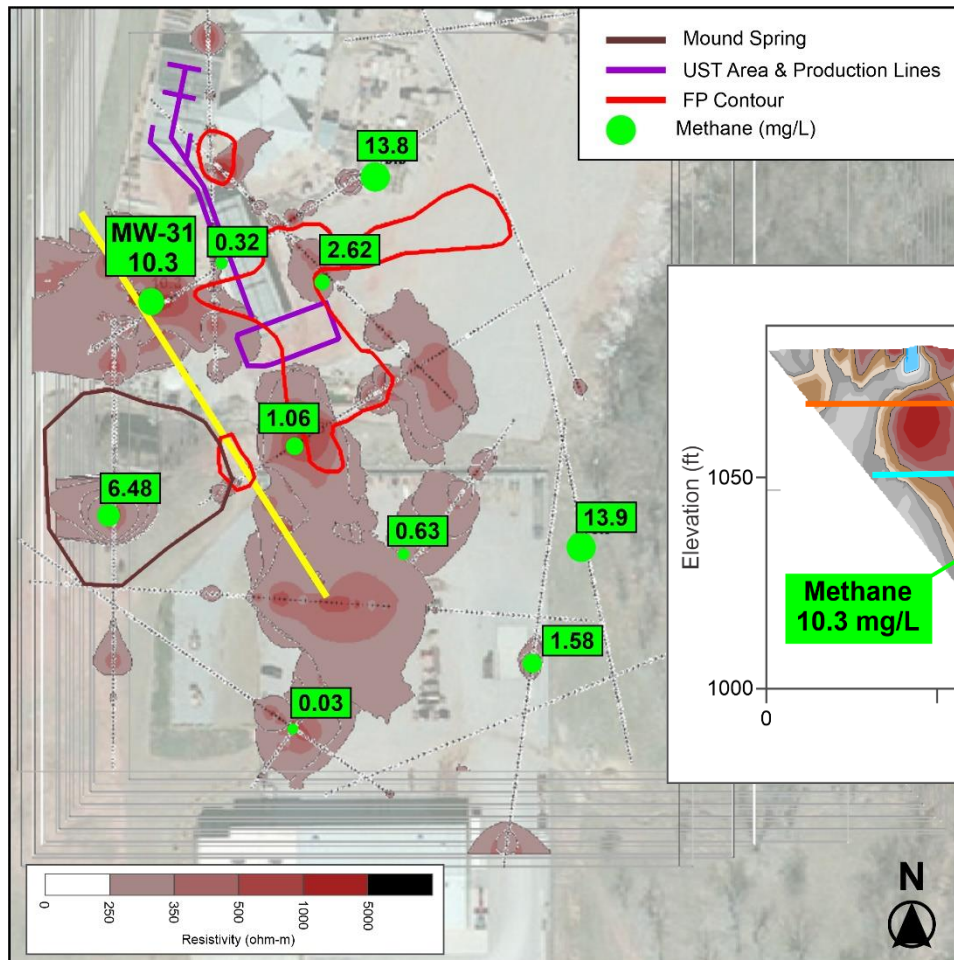 Mound Spring
UST Area & Production Lines
FP Contour
Methane (mg/L)
13.8
MW-31
10.3
0.32
2.62
1.06
6.48
0.63
13.9
1.58
0.03
Elevation (ft)
1050
1000
0
Methane
10.3 mg/L
0
250
350
500
1000
5000
Resistivity (ohm-m)
N